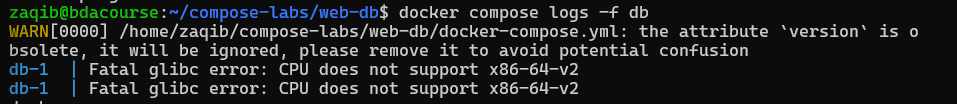 zaqib@bdacourse:~/compose-labs/web-db$ docker compose logs -f db
WARN[0000] /home/zaqib/compose-labs/web-db/docker-compose.yml: the attribute `version` is o
bsolete, it will be ignored, please remove it to avoid potential confusion
db-1  | Fatal glibc error: CPU does not support x86-64-v2
db-1  | Fatal glibc error: CPU does not support x86-64-v2